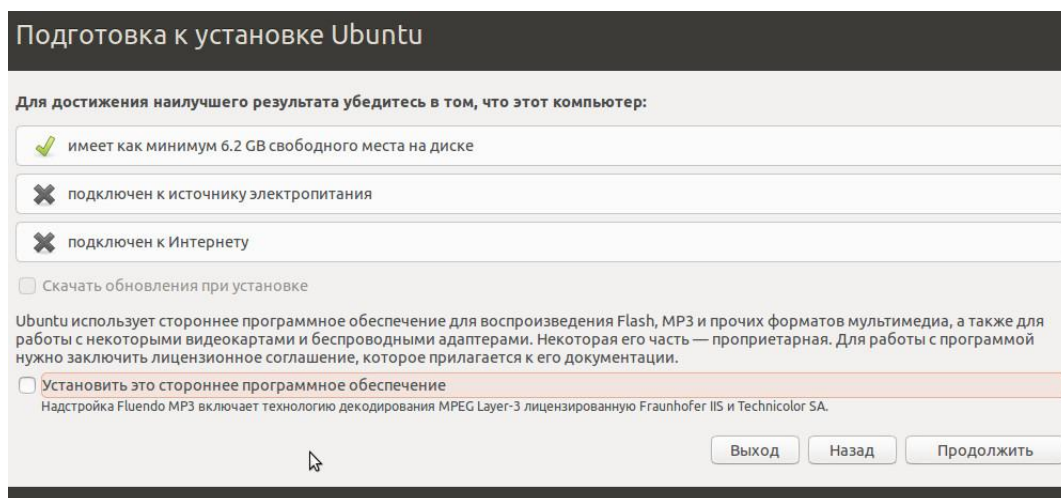 Подготовка к установке Ubuntu
Для достижения наилучшего результата убедитесь в том, что этот компьютер:
имеет как минимум 6.2 GB свободного места на диске
подключен к источнику электропитания
подключен к Интернету
Скачать обновления при установке
Ubuntu использует стороннее программное обеспечение для воспроизведения Flash, MP3 и прочих форматов мультимедиа, а также для
работы с некоторыми видеокартами и беспроводными адаптерами. Некоторая его часть — проприетарная. Для работы с программой
нужно заключить лицензионное соглашение, которое прилагается к его документации.
Установить это стороннее программное обеспечение
Надстройка Fluendo MP3 включает технологию декодирования MPEG Layer-3 лицензированную Fraunhofer IIS и Technicolor SA.
Выход Назад Продолжить